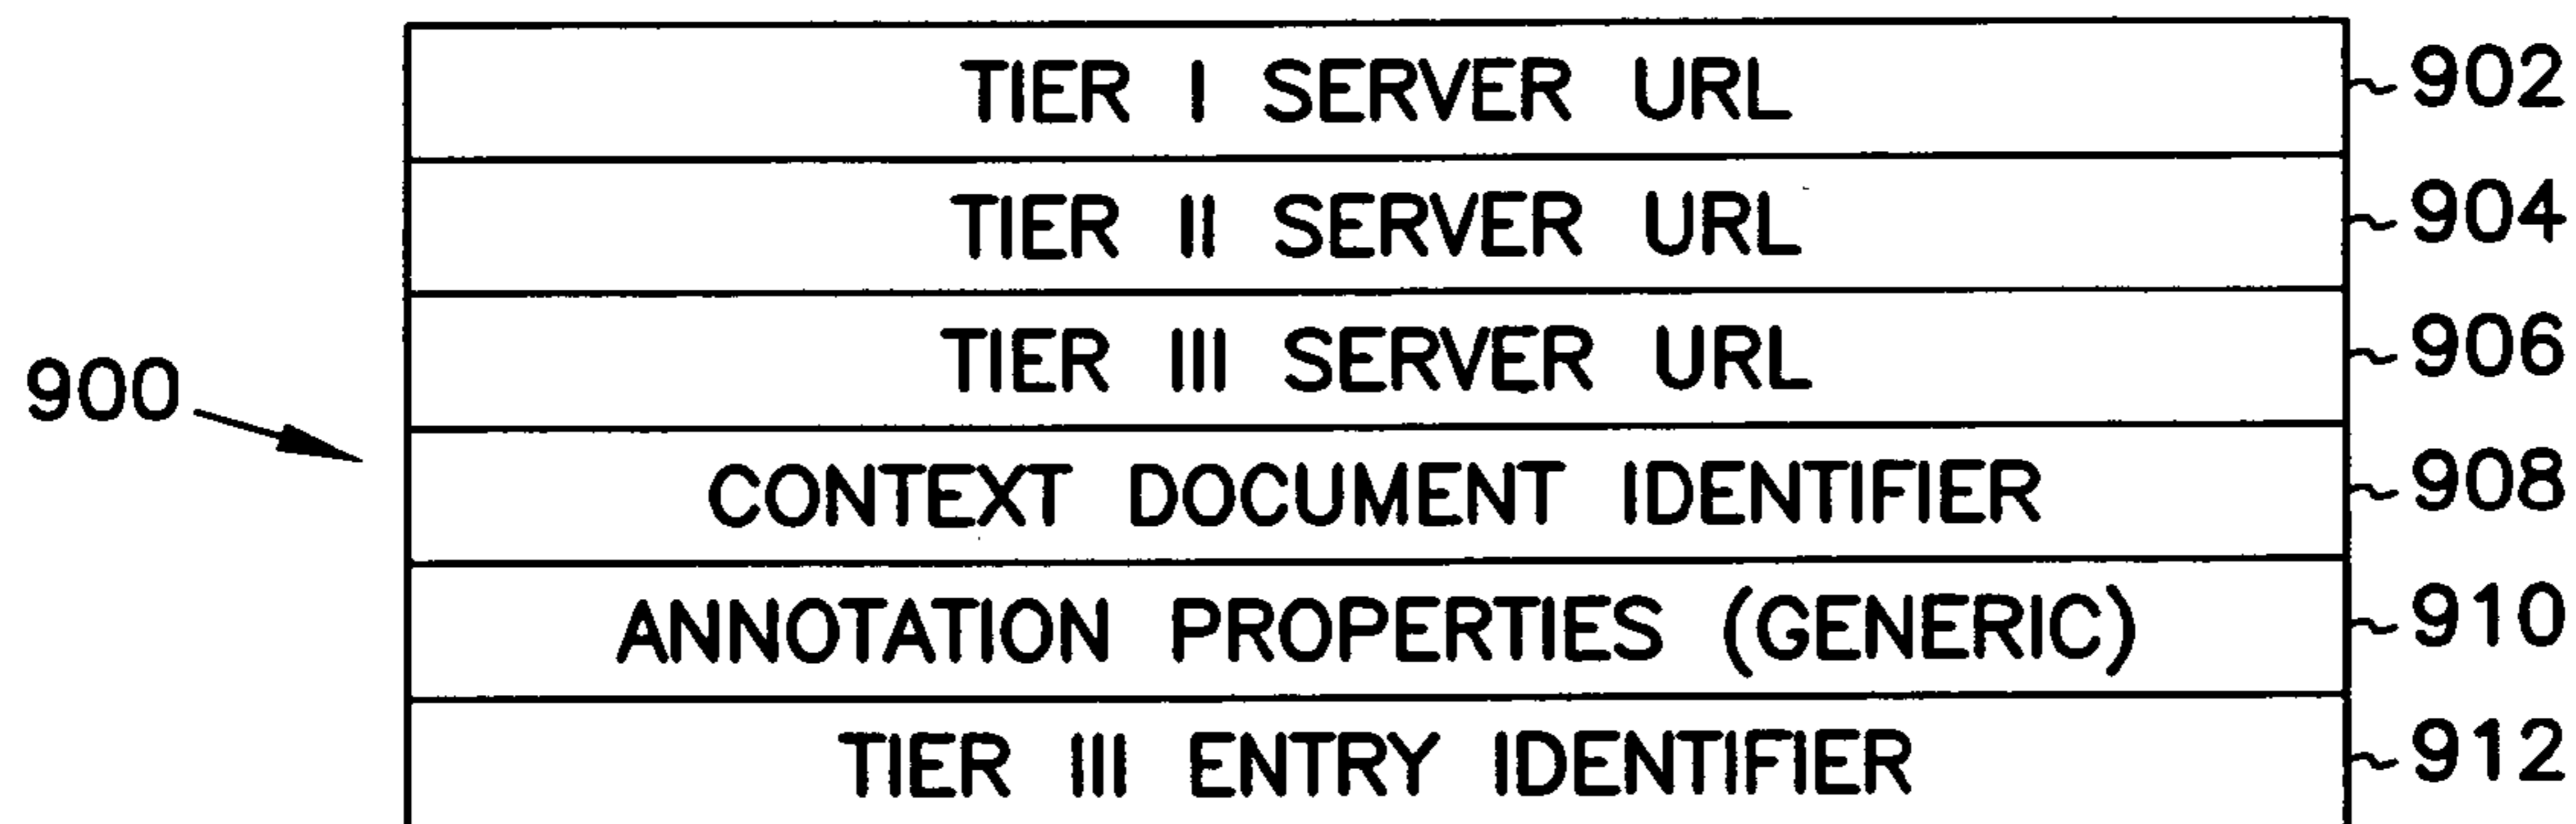 TIER I SERVER URL 902
TIER II SERVER URL 904
TIER III SERVER URL 906
900
CONTEXT DOCUMENT IDENTIFIER 908
ANNOTATION PROPERTIES (GENERIC) 910
TIER III ENTRY IDENTIFIER 912